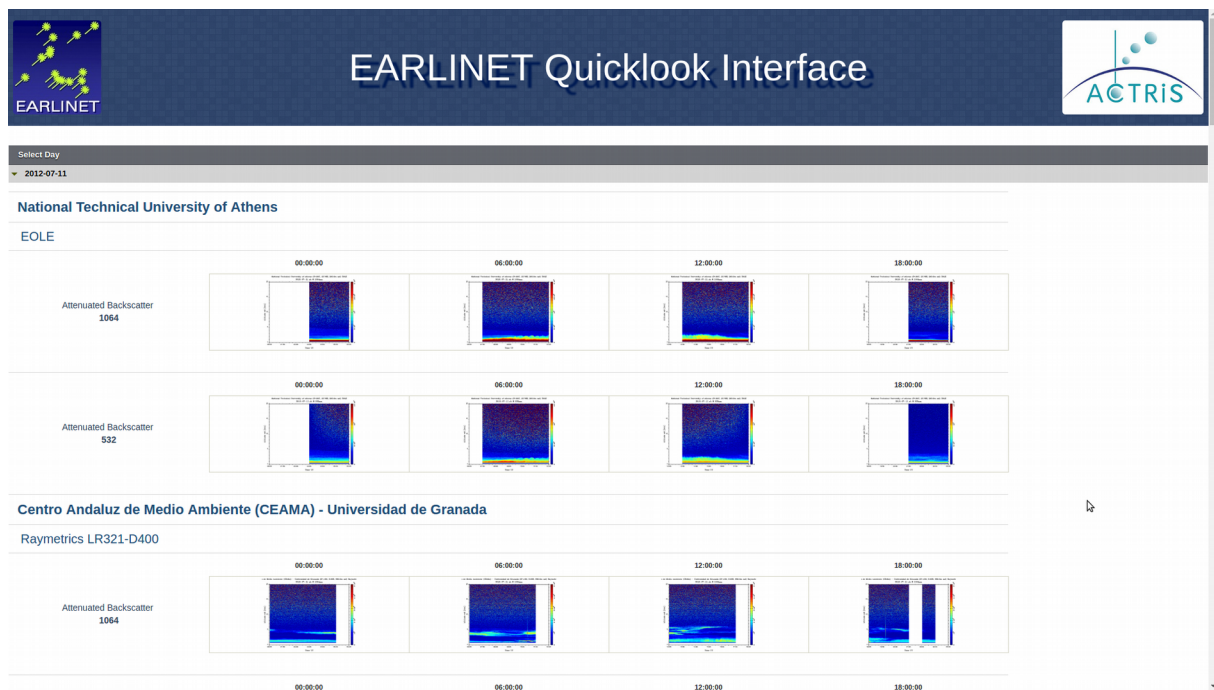 EARLINET
EARLINET Quicklook Interface
ACTRiS
Select Day
2012-07-11
National Technical University of Athens
EOLE
00:00:00 06:00:00 12:00:00 18:00:00
Attenuated Backscatter
1064
00:00:00 06:00:00 12:00:00 18:00:00
Attenuated Backscatter
532
Centro Andaluz de Medio Ambiente (CEAMA) - Universidad de Granada
Raymetrics LR321-D400
00:00:00 06:00:00 12:00:00 18:00:00
Attenuated Backscatter
1064
00:00:00 06:00:00 12:00:00 18:00:00